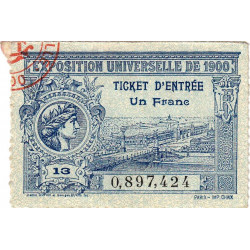 EXPOSITION UNIVERSELLE DE 1900
TICKET D'ENTRÉE
Un Franc
13
0,897,424
PARIS - IMP. CHAIX